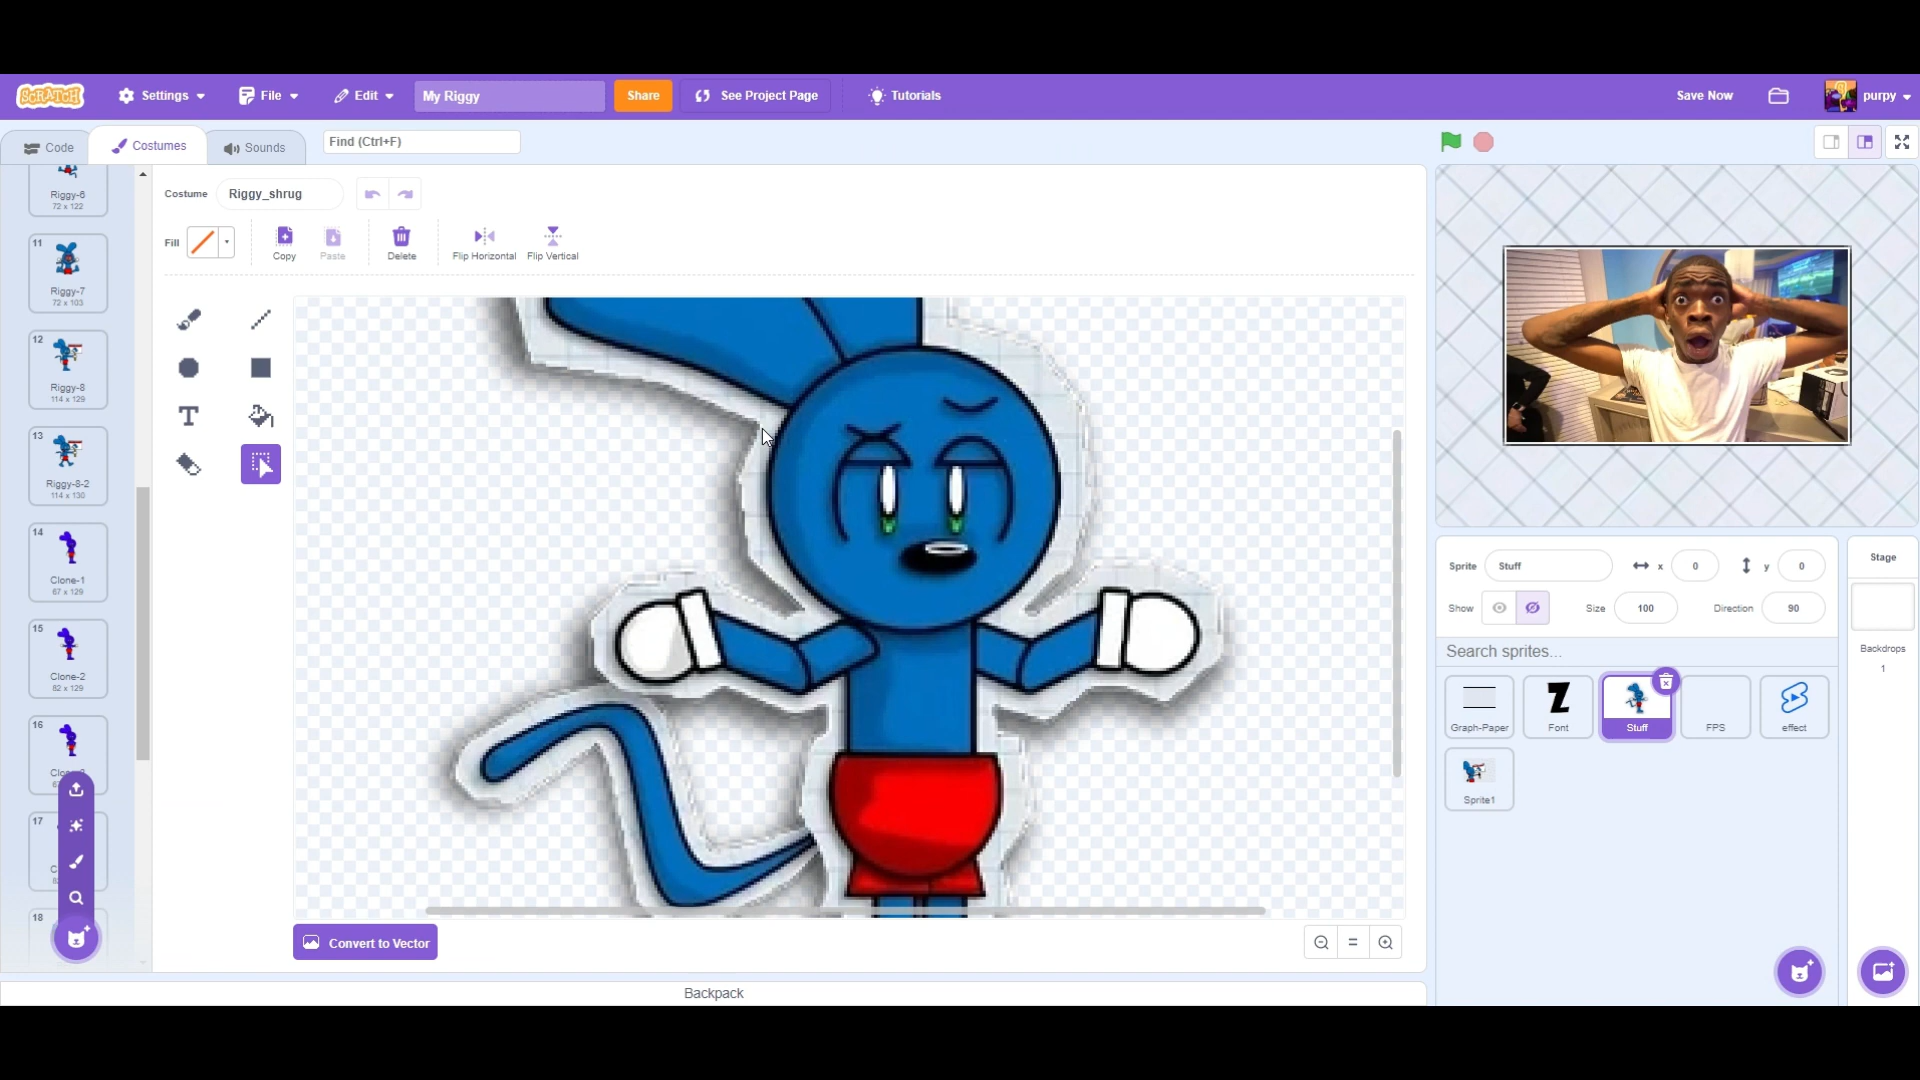 SCRATCH Settings File Edit My Riggy Share See Project Page Tutorials Save Now purpy
Code Costumes Sounds Find (Ctrl+F)
Riggy-6
72 x 122
11
Riggy-7
72 x 103
12
Riggy-8
114 x 129
13
Riggy-8-2
114 x 130
14
Clone-1
67 x 129
15
Clone-2
82 x 129
16
17
18
Costume Riggy_shrug
Fill Copy Paste Delete Flip Horizontal Flip Vertical
T
Convert to Vector
Backpack
Sprite Stuff x 0 y 0
Show Size 100 Direction 90
Search sprites...
Graph-Paper Font Stuff FPS effect
Sprite1
Stage
Backdrops
1